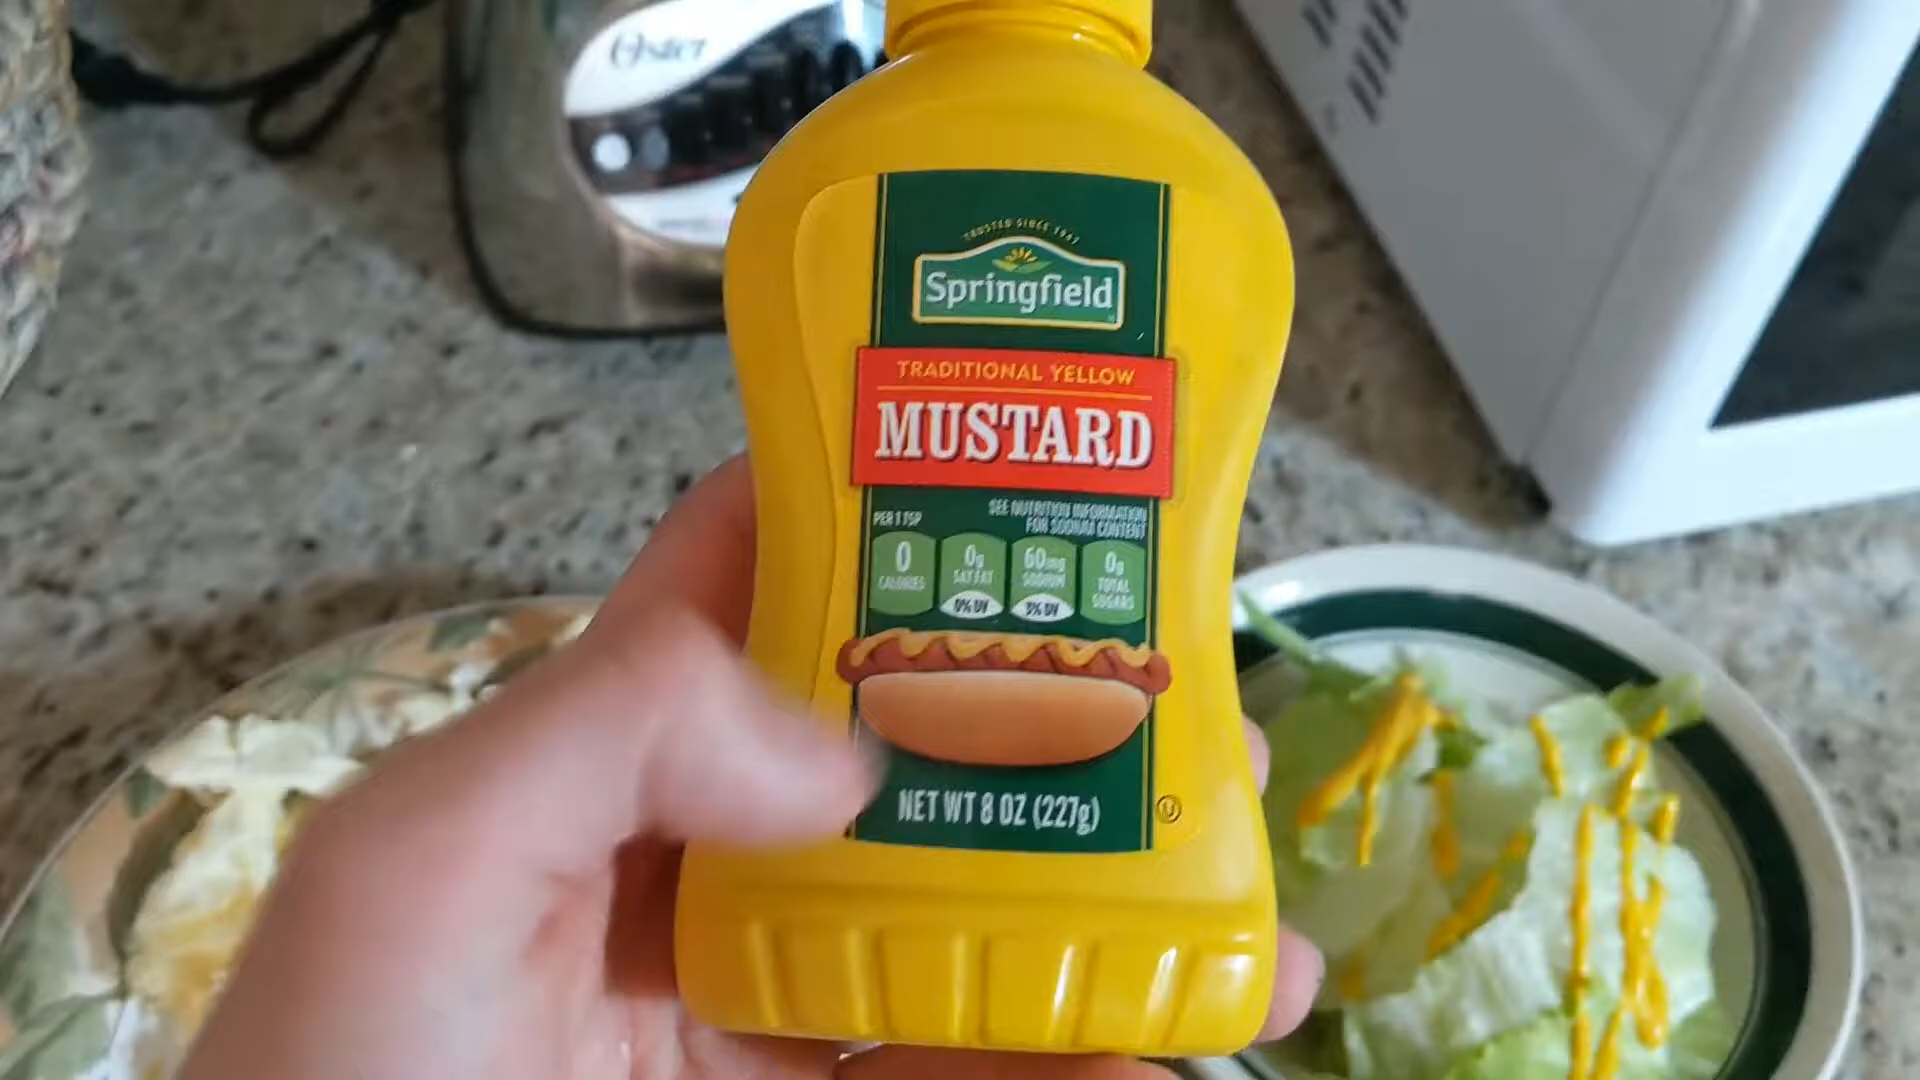 Oster
TRUSTED SINCE 1947
Springfield
TRADITIONAL YELLOW
MUSTARD
PER 1 TSP
SEE NUTRITION INFORMATION
FOR SODIUM CONTENT
0
CALORIES
0g
SAT FAT
0% DV
60mg
SODIUM
3% DV
0g
TOTAL
SUGARS
NET WT 8 OZ (227g)
U